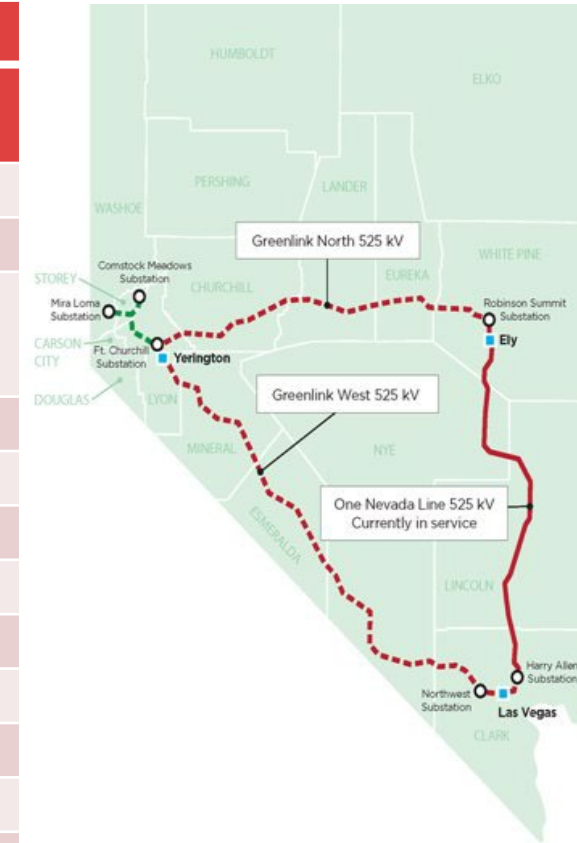 HUMBOLDT
ELKO
PERSHING
LANDER
WASHOE
Greenlink North 525 kV
WHITE PINE
Comstock Meadows
Substation
STOREY
CHURCHILL
EUREKA
Mira Loma
Substation
Robinson Summit
Substation
CARSON
CITY
Ft. Churchill
Substation
Yerington
Ely
DOUGLAS
LYON
Greenlink West 525 kV
MINERAL
NYE
One Nevada Line 525 kV
Currently in service
ESMERALDA
LINCOLN
Harry Allen
Substation
Northwest
Substation
Las Vegas
CLARK